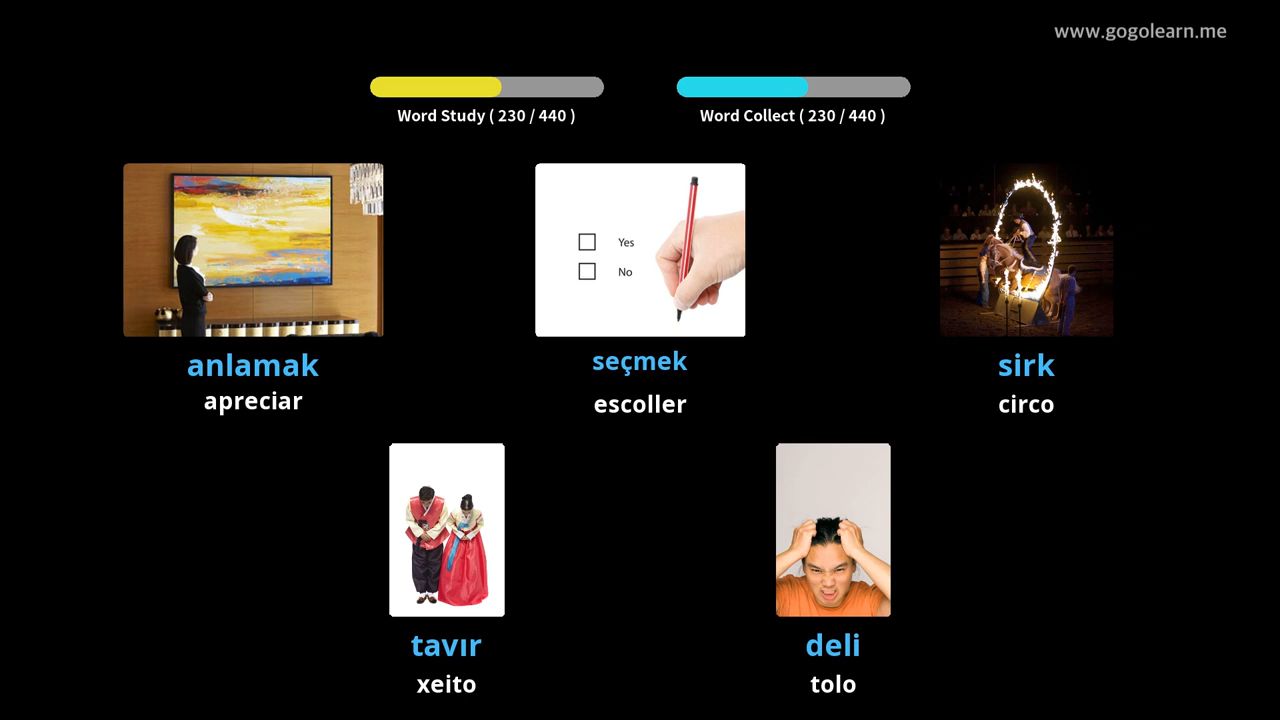 www.gogolearn.me
Word Study ( 230 / 440 )
Word Collect ( 230 / 440 )
Yes
No
anlamak
apreciar
seçmek
escoller
sirk
circo
tavır
xeito
deli
tolo